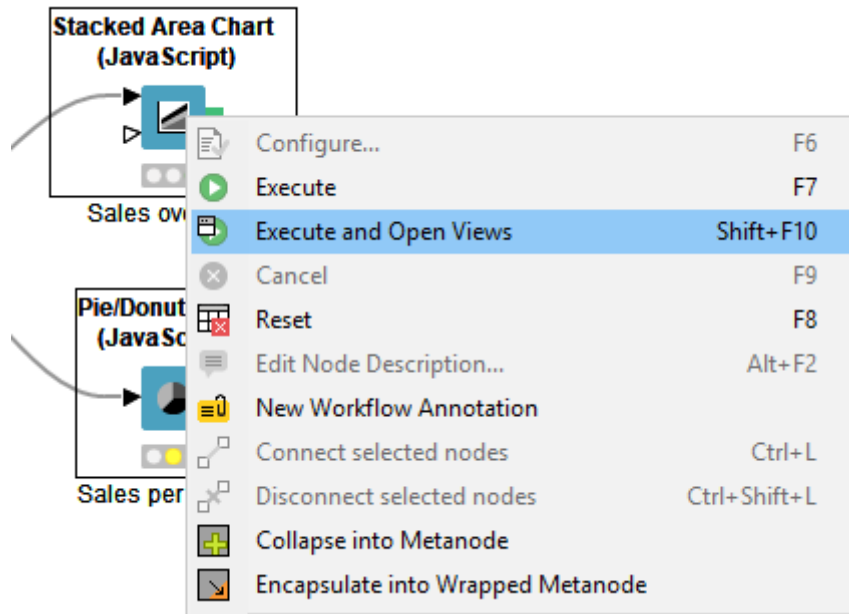 Stacked Area Chart
(JavaScript)
Sales ov
Pie/Donut
(JavaSc
Sales per
Configure... F6
Execute F7
Execute and Open Views Shift+F10
Cancel F9
Reset F8
Edit Node Description... Alt+F2
New Workflow Annotation
Connect selected nodes Ctrl+L
Disconnect selected nodes Ctrl+Shift+L
Collapse into Metanode
Encapsulate into Wrapped Metanode